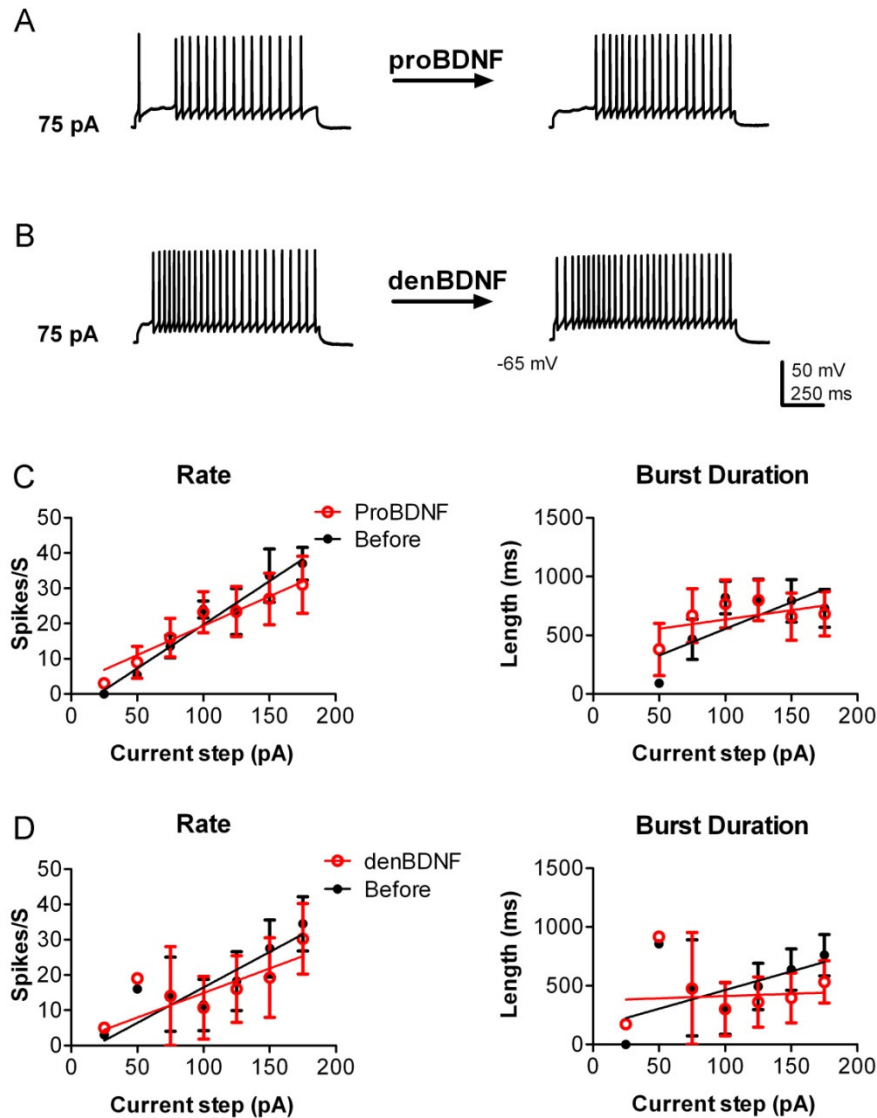 A
proBDNF
75 pA
B
denBDNF
75 pA
-65 mV
50 mV
250 ms
C
Rate
ProBDNF
Before
50
40
30
20
10
0
Spikes/S
0 50 100 150 200
Current step (pA)
Burst Duration
1500
1000
500
0
Length (ms)
0 50 100 150 200
Current step (pA)
D
Rate
denBDNF
Before
50
40
30
20
10
0
Spikes/S
0 50 100 150 200
Current step (pA)
Burst Duration
1500
1000
500
0
Length (ms)
0 50 100 150 200
Current step (pA)